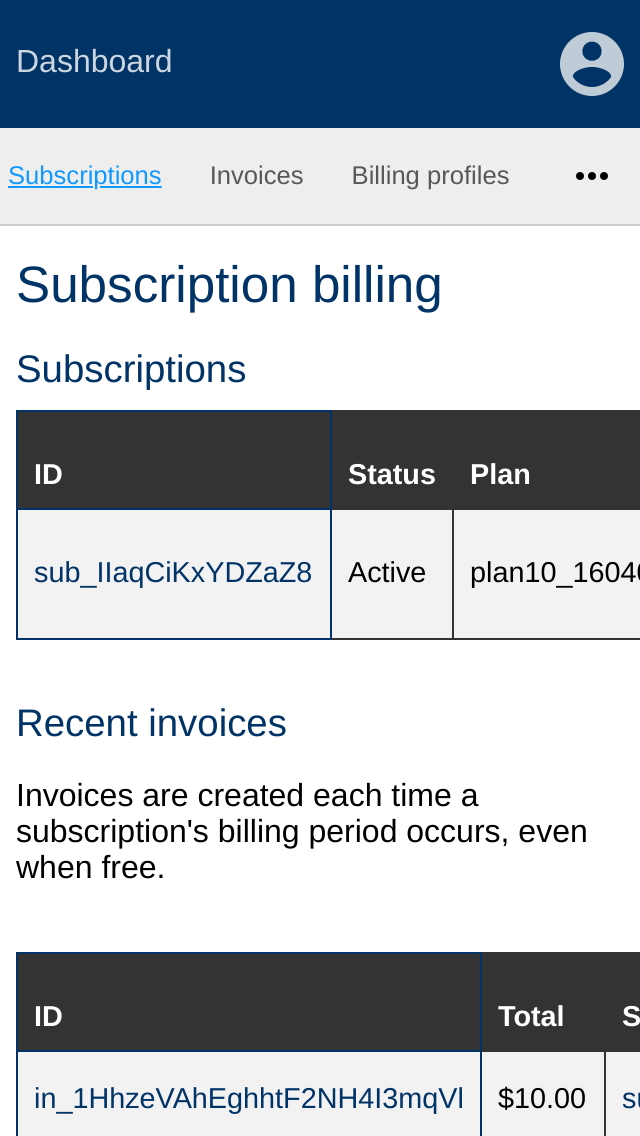 Dashboard
Subscriptions Invoices Billing profiles
Subscription billing
Subscriptions
ID Status Plan
sub_IIaqCiKxYDZaZ8 Active
Recent invoices
Invoices are created each time a
subscription's billing period occurs, even
when free.
ID Total
in_1HhzeVAhEghhtF2NH4I3mqVl $10.00